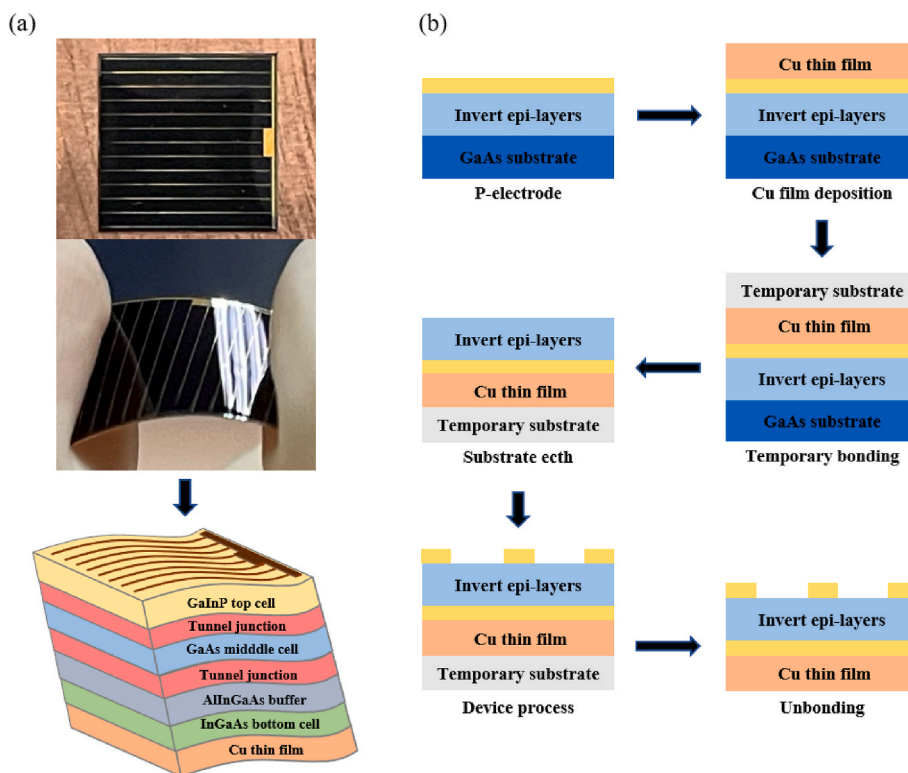 (a)
(b)
GaInP top cell
Tunnel junction
GaAs midddle cell
Tunnel junction
AlInGaAs buffer
InGaAs bottom cell
Cu thin film
Invert epi-layers
GaAs substrate
P-electrode
Cu thin film
Invert epi-layers
GaAs substrate
Cu film deposition
Temporary substrate
Cu thin film
Invert epi-layers
GaAs substrate
Temporary bonding
Invert epi-layers
Cu thin film
Temporary substrate
Substrate ecth
Invert epi-layers
Cu thin film
Temporary substrate
Device process
Invert epi-layers
Cu thin film
Unbonding